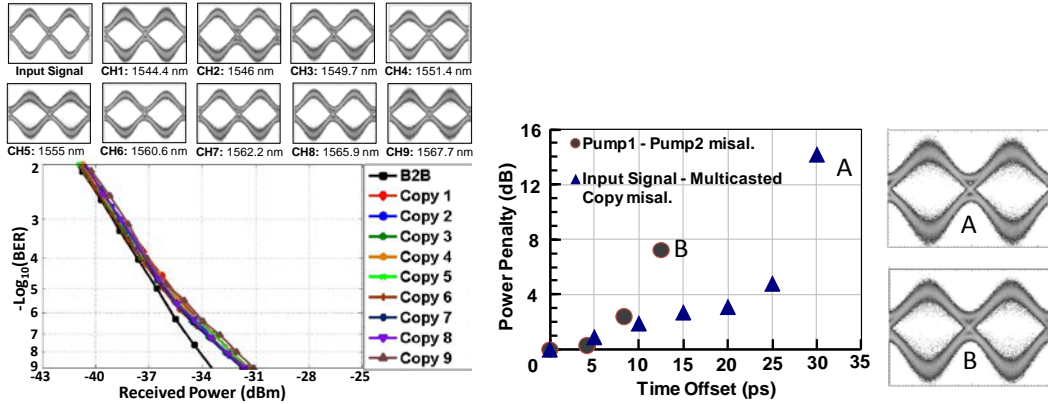 Input Signal
CH1: 1544.4 nm
CH2: 1546 nm
CH3: 1549.7 nm
CH4: 1551.4 nm
CH5: 1555 nm
CH6: 1560.6 nm
CH7: 1562.2 nm
CH8: 1565.9 nm
CH9: 1567.7 nm
-Log10(BER)
2
3
4
5
6
7
8
9
-43
-40
-37
-34
-31
-28
-25
Received Power (dBm)
B2B
Copy 1
Copy 2
Copy 3
Copy 4
Copy 5
Copy 6
Copy 7
Copy 8
Copy 9
Power Penalty (dB)
16
12
8
4
0
Pump1 - Pump2 misal.
Input Signal - Multicasted
Copy misal.
A
B
5
10
15
20
25
30
35
Time Offset (ps)
A
B